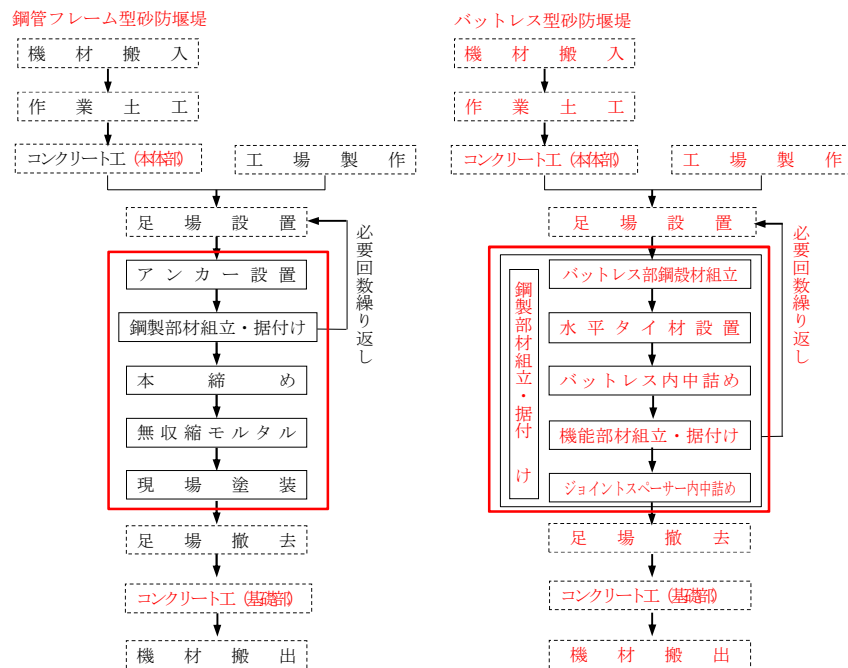 鋼管フレーム型砂防堰堤
機材搬入
作業土工
コンクリート工(本体部)
工場製作
足場設置
アンカー設置
鋼製部材組立・据付け
本締め
無収縮モルタル
現場塗装
足場撤去
コンクリート工(基礎部)
機材搬出
必要回数繰り返し
バットレス型砂防堰堤
機材搬入
作業土工
コンクリート工(本体部)
工場製作
足場設置
鋼製部材組立・据付け
バットレス部鋼殻材組立
水平タイ材設置
バットレス内中詰め
機能部材組立・据付け
ジョイントスペーサー内中詰め
足場撤去
コンクリート工(基礎部)
機材搬出
必要回数繰り返し